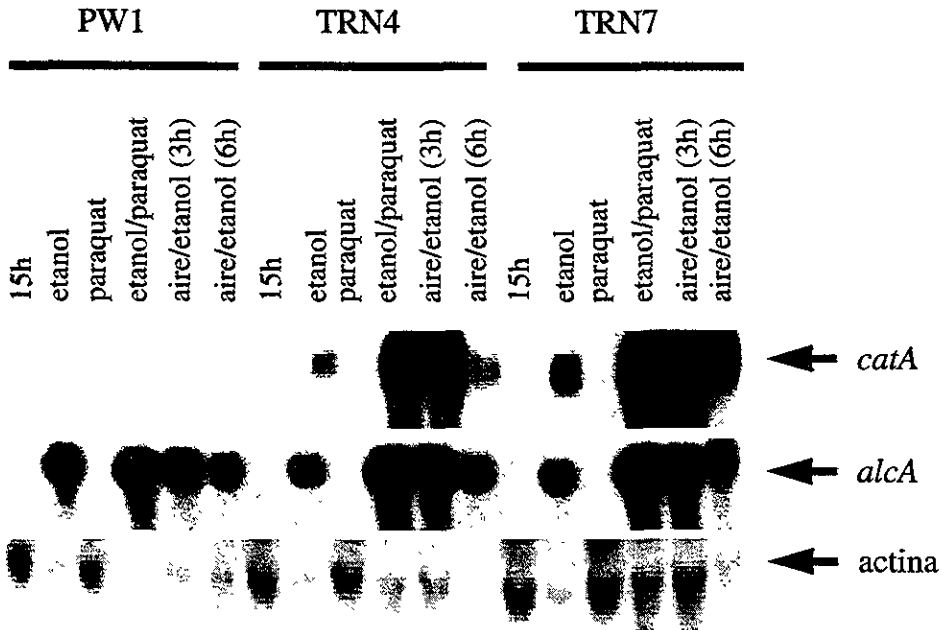 PW1 TRN4 TRN7
15h
etanol
paraquat
etanol/paraquat
aire/etanol (3h)
aire/etanol (6h)
15h
etanol
paraquat
etanol/paraquat
aire/etanol (3h)
aire/etanol (6h)
15h
etanol
paraquat
etanol/paraquat
aire/etanol (3h)
aire/etanol (6h)
catA
alcA
actina